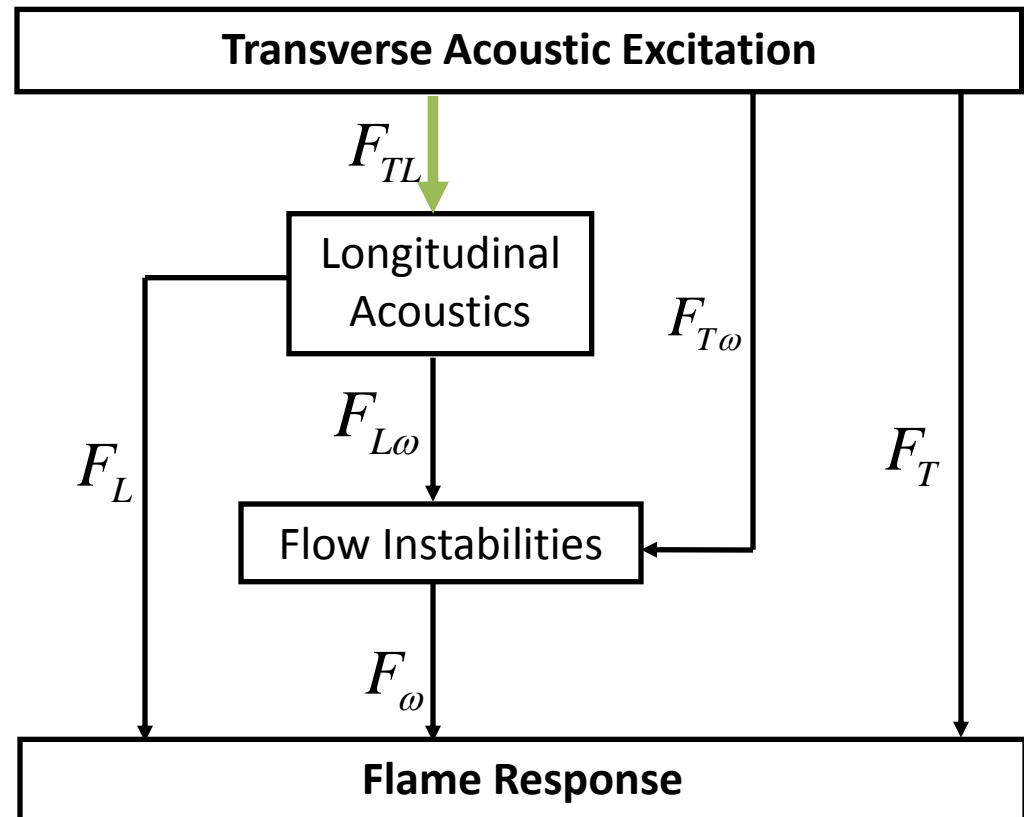 Transverse Acoustic Excitation
F_TL
Longitudinal
Acoustics
F_Tω
F_Lω
F_L
F_T
Flow Instabilities
F_ω
Flame Response